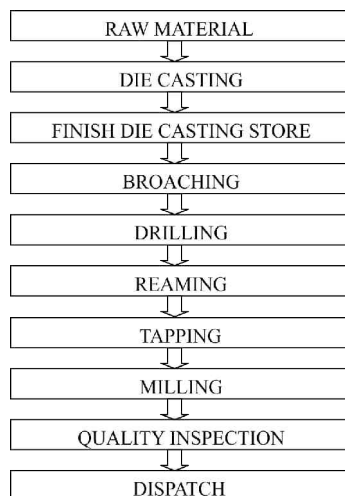 RAW MATERIAL
DIE CASTING
FINISH DIE CASTING STORE
BROACHING
DRILLING
REAMING
TAPPING
MILLING
QUALITY INSPECTION
DISPATCH